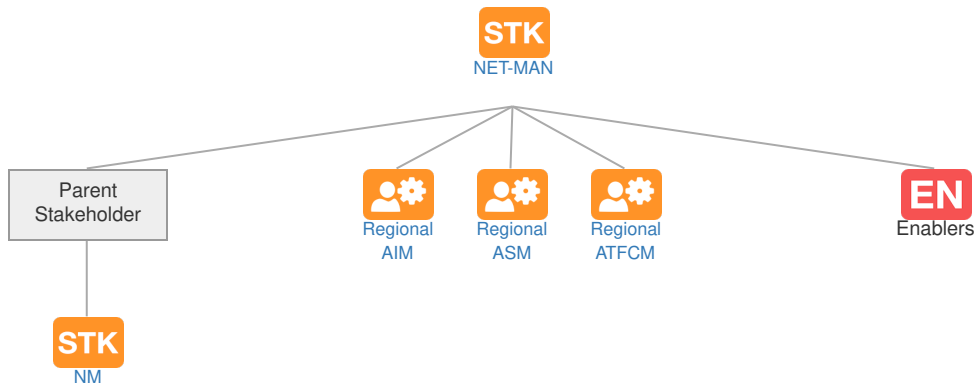 STK
NET-MAN
Parent
Stakeholder
Regional
AIM
Regional
ASM
Regional
ATFCM
EN
Enablers
STK
NM